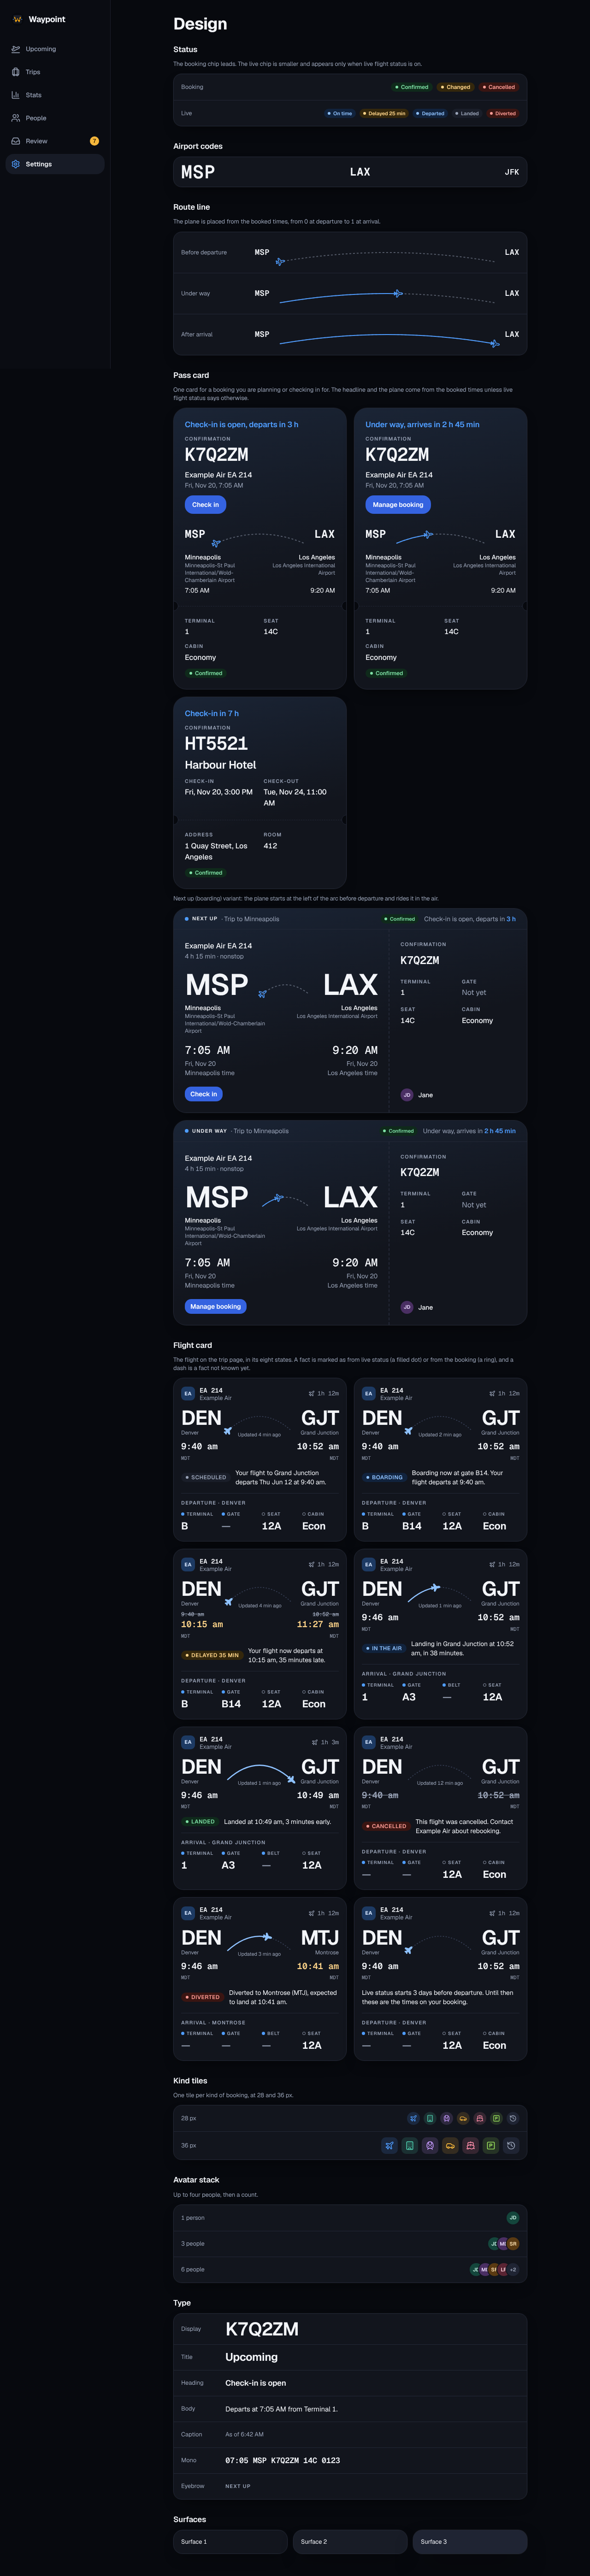 Waypoint
Upcoming
Trips
Stats
People
Review 7
Settings
Design
Status
The booking chip leads. The live chip is smaller and appears only when live flight status is on.
Booking Confirmed Changed Cancelled
Live On time Delayed 25 min Departed Landed Diverted
Airport codes
MSP LAX JFK
Route line
The plane is placed from the booked times, from 0 at departure to 1 at arrival.
Before departure MSP LAX
Under way MSP LAX
After arrival MSP LAX
Pass card
One card for a booking you are planning or checking in for. The headline and the plane come from the booked times unless live
flight status says otherwise.
Check-in is open, departs in 3 h
CONFIRMATION
K7Q2ZM
Example Air EA 214
Fri, Nov 20, 7:05 AM
Check in
MSP LAX
Minneapolis Los Angeles
Minneapolis-St Paul Los Angeles International
International/Wold- Airport
Chamberlain Airport
7:05 AM 9:20 AM
TERMINAL SEAT
1 14C
CABIN
Economy
Confirmed
Under way, arrives in 2 h 45 min
CONFIRMATION
K7Q2ZM
Example Air EA 214
Fri, Nov 20, 7:05 AM
Manage booking
MSP LAX
Minneapolis Los Angeles
Minneapolis-St Paul Los Angeles International
International/Wold- Airport
Chamberlain Airport
7:05 AM 9:20 AM
TERMINAL SEAT
1 14C
CABIN
Economy
Confirmed
Check-in in 7 h
CONFIRMATION
HT5521
Harbour Hotel
CHECK-IN CHECK-OUT
Fri, Nov 20, 3:00 PM Tue, Nov 24, 11:00
AM
ADDRESS ROOM
1 Quay Street, Los 412
Angeles
Confirmed
Next up (boarding) variant: the plane starts at the left of the arc before departure and rides it in the air.
NEXT UP · Trip to Minneapolis Confirmed Check-in is open, departs in 3 h
Example Air EA 214
4 h 15 min · nonstop
MSP LAX
Minneapolis Los Angeles
Minneapolis-St Paul Los Angeles International Airport
International/Wold-Chamberlain
Airport
7:05 AM 9:20 AM
Fri, Nov 20 Fri, Nov 20
Minneapolis time Los Angeles time
Check in
CONFIRMATION
K7Q2ZM
TERMINAL GATE
1 Not yet
SEAT CABIN
14C Economy
JD Jane
UNDER WAY · Trip to Minneapolis Confirmed Under way, arrives in 2 h 45 min
Example Air EA 214
4 h 15 min · nonstop
MSP LAX
Minneapolis Los Angeles
Minneapolis-St Paul Los Angeles International Airport
International/Wold-Chamberlain
Airport
7:05 AM 9:20 AM
Fri, Nov 20 Fri, Nov 20
Minneapolis time Los Angeles time
Manage booking
CONFIRMATION
K7Q2ZM
TERMINAL GATE
1 Not yet
SEAT CABIN
14C Economy
JD Jane
Flight card
The flight on the trip page, in its eight states. A fact is marked as from live status (a filled dot) or from the booking (a ring), and a
dash is a fact not known yet.
EA EA 214 1h 12m
Example Air
DEN GJT
Denver Updated 4 min ago Grand Junction
9:40 am 10:52 am
MDT MDT
SCHEDULED Your flight to Grand Junction
departs Thu Jun 12 at 9:40 am.
DEPARTURE · DENVER
TERMINAL GATE SEAT CABIN
B — 12A Econ
EA EA 214 1h 12m
Example Air
DEN GJT
Denver Updated 2 min ago Grand Junction
9:40 am 10:52 am
MDT MDT
BOARDING Boarding now at gate B14. Your
flight departs at 9:40 am.
DEPARTURE · DENVER
TERMINAL GATE SEAT CABIN
B B14 12A Econ
EA EA 214 1h 12m
Example Air
DEN GJT
Denver Updated 4 min ago Grand Junction
9:40 am 10:52 am
10:15 am 11:27 am
MDT MDT
DELAYED 35 MIN Your flight now departs at
10:15 am, 35 minutes late.
DEPARTURE · DENVER
TERMINAL GATE SEAT CABIN
B B14 12A Econ
EA EA 214 1h 12m
Example Air
DEN GJT
Denver Updated 1 min ago Grand Junction
9:46 am 10:52 am
MDT MDT
IN THE AIR Landing in Grand Junction at 10:52
am, in 38 minutes.
ARRIVAL · GRAND JUNCTION
TERMINAL GATE BELT SEAT
1 A3 — 12A
EA EA 214 1h 3m
Example Air
DEN GJT
Denver Updated 1 min ago Grand Junction
9:46 am 10:49 am
MDT MDT
LANDED Landed at 10:49 am, 3 minutes early.
ARRIVAL · GRAND JUNCTION
TERMINAL GATE BELT SEAT
1 A3 — 12A
EA EA 214 1h 12m
Example Air
DEN GJT
Denver Updated 12 min ago Grand Junction
9:40 am 10:52 am
MDT MDT
CANCELLED This flight was cancelled. Contact
Example Air about rebooking.
DEPARTURE · DENVER
TERMINAL GATE SEAT CABIN
— — 12A Econ
EA EA 214 1h 12m
Example Air
DEN MTJ
Denver Updated 3 min ago Montrose
9:46 am 10:41 am
MDT MDT
DIVERTED Diverted to Montrose (MTJ), expected
to land at 10:41 am.
ARRIVAL · MONTROSE
TERMINAL GATE BELT SEAT
— — — 12A
EA EA 214 1h 12m
Example Air
DEN GJT
Denver Grand Junction
9:40 am 10:52 am
MDT MDT
Live status starts 3 days before departure. Until then
these are the times on your booking.
DEPARTURE · DENVER
TERMINAL GATE SEAT CABIN
— — 12A Econ
Kind tiles
One tile per kind of booking, at 28 and 36 px.
28 px
36 px
Avatar stack
Up to four people, then a count.
1 person JD
3 people SR
6 people +2
Type
Display K7Q2ZM
Title Upcoming
Heading Check-in is open
Body Departs at 7:05 AM from Terminal 1.
Caption As of 6:42 AM
Mono 07:05 MSP K7Q2ZM 14C 0123
Eyebrow NEXT UP
Surfaces
Surface 1 Surface 2 Surface 3